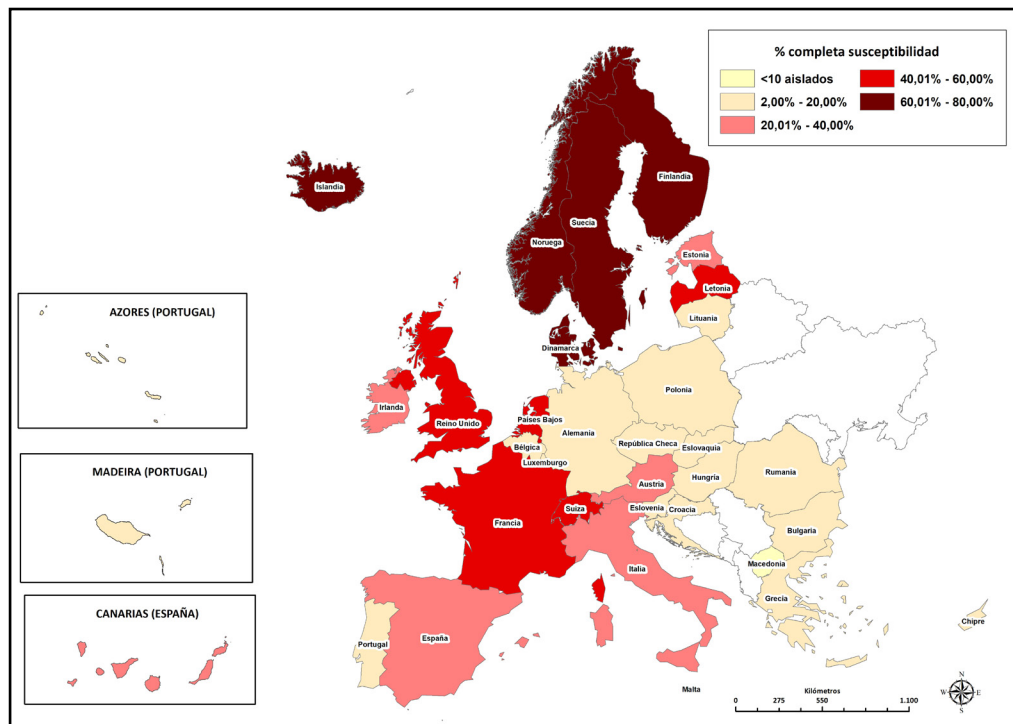 % completa susceptibilidad
<10 aislados
40,01% - 60,00%
2,00% - 20,00%
60,01% - 80,00%
20,01% - 40,00%
Islandia
Finlandia
Suecia
Noruega
Estonia
Letonia
Lituania
AZORES (PORTUGAL)
Dinamarca
Polonia
Irlanda
Reino Unido
Países Bajos
Alemania
Bélgica
República Checa
Eslovaquia
Luxemburgo
MADEIRA (PORTUGAL)
Austria
Hungría
Rumania
Suiza
Eslovenia
Croacia
Francia
Bulgaria
Italia
Macedonia
Grecia
CANARIAS (ESPAÑA)
España
Portugal
Chipre
Malta
Kilómetros
0 275 550 1.100
N
W E
S